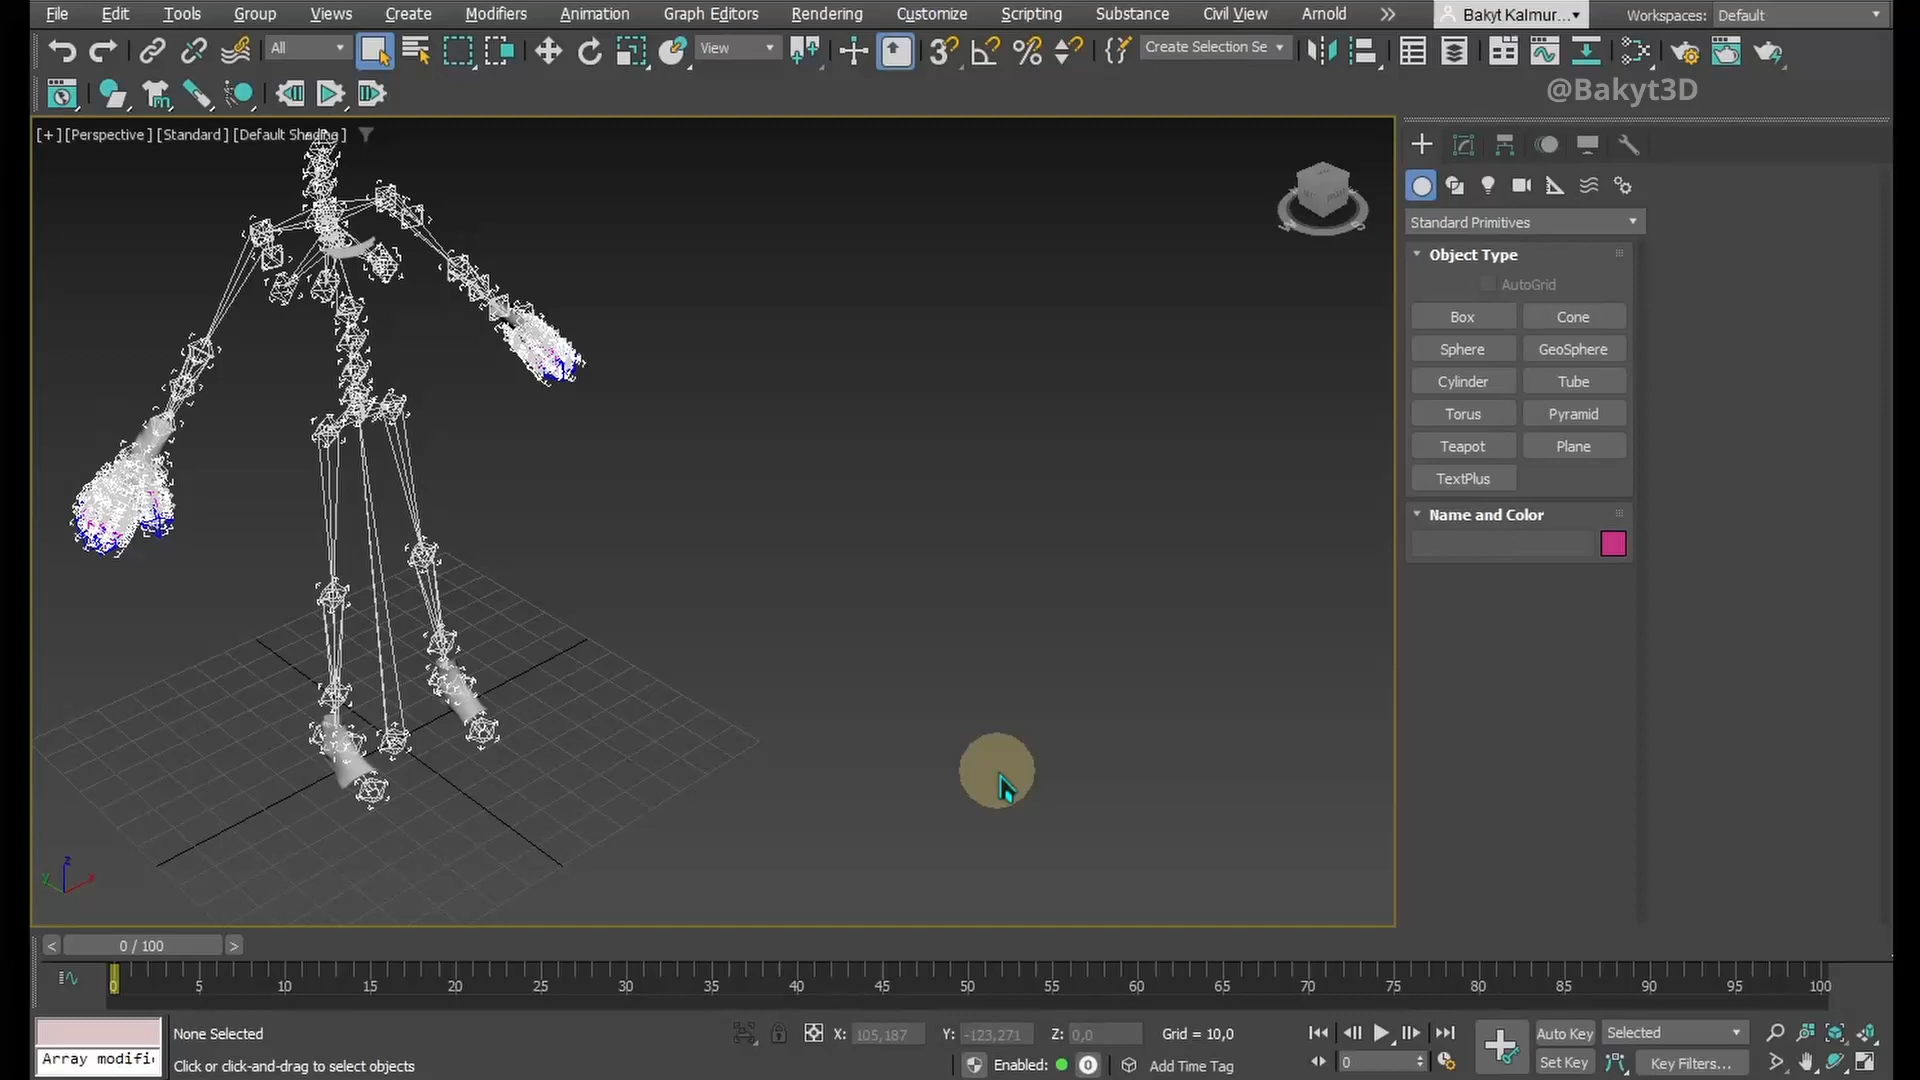 File Edit Tools Group Views Create Modifiers Animation Graph Editors Rendering Customize Scripting Substance Civil View Arnold Bakyt Kalmur... Workspaces: Default
All View Create Selection Se
@Bakyt3D
[+] [Perspective] [Standard] [Default Shading]
Standard Primitives
Object Type
AutoGrid
Box Cone
Sphere GeoSphere
Cylinder Tube
Torus Pyramid
Teapot Plane
TextPlus
Name and Color
z
y x
< 0 / 100 >
0 5 10 15 20 25 30 35 40 45 50 55 60 65 70 75 80 85 90 95 100
None Selected X: 105,187 Y: -123,271 Z: 0,0 Grid = 10,0 Auto Key Selected
Array modifi Click or click-and-drag to select objects Enabled: 0 Add Time Tag 0 Set Key Key Filters...